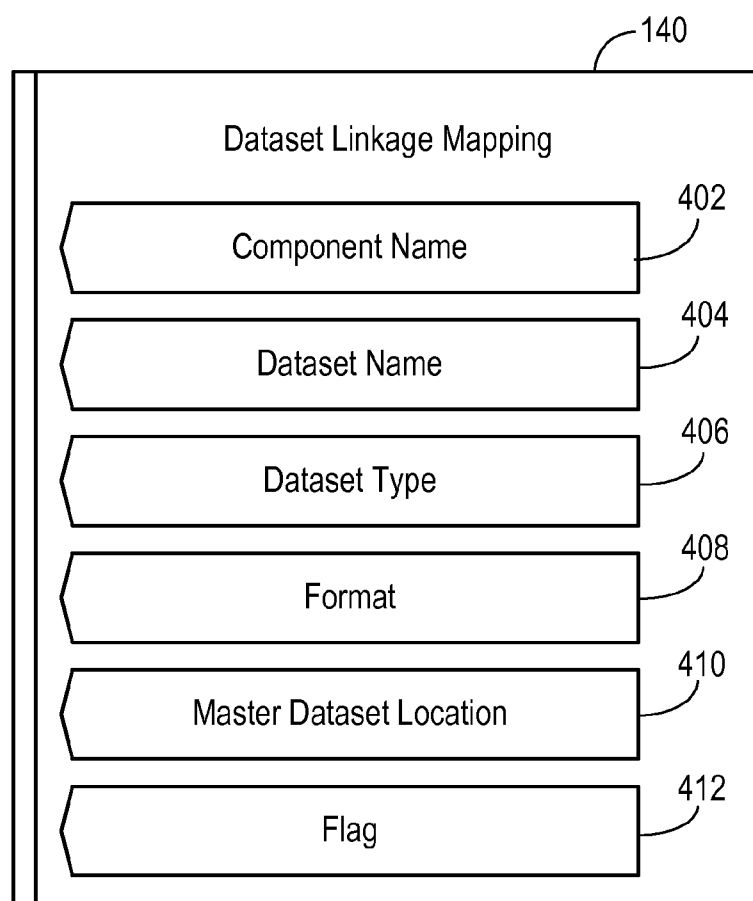 140
Dataset Linkage Mapping
402
Component Name
404
Dataset Name
406
Dataset Type
408
Format
410
Master Dataset Location
412
Flag